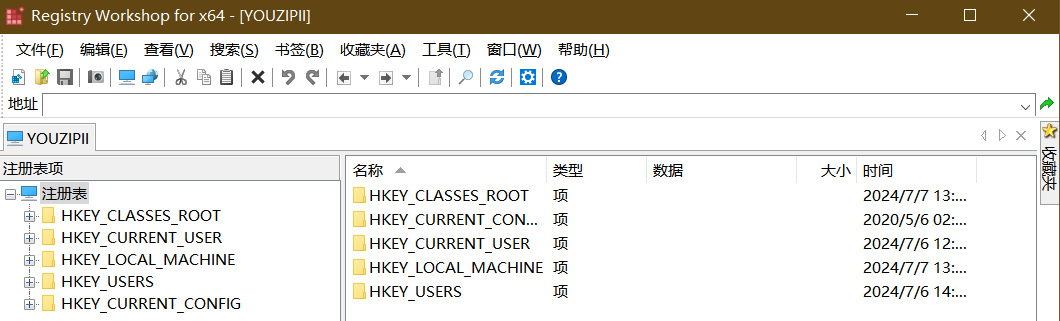 Registry Workshop for x64 - [YOUZIPII]
文件(F) 编辑(E) 查看(V) 搜索(S) 书签(B) 收藏夹(A) 工具(T) 窗口(W) 帮助(H)
地址
YOUZIPII
收藏夹
注册表项
注册表
HKEY_CLASSES_ROOT
HKEY_CURRENT_USER
HKEY_LOCAL_MACHINE
HKEY_USERS
HKEY_CURRENT_CONFIG
名称 类型 数据 大小 时间
HKEY_CLASSES_ROOT 项 2024/7/7 13:...
HKEY_CURRENT_CON... 项 2020/5/6 02:...
HKEY_CURRENT_USER 项 2024/7/6 12:...
HKEY_LOCAL_MACHINE 项 2024/7/7 13:...
HKEY_USERS 项 2024/7/6 14:...